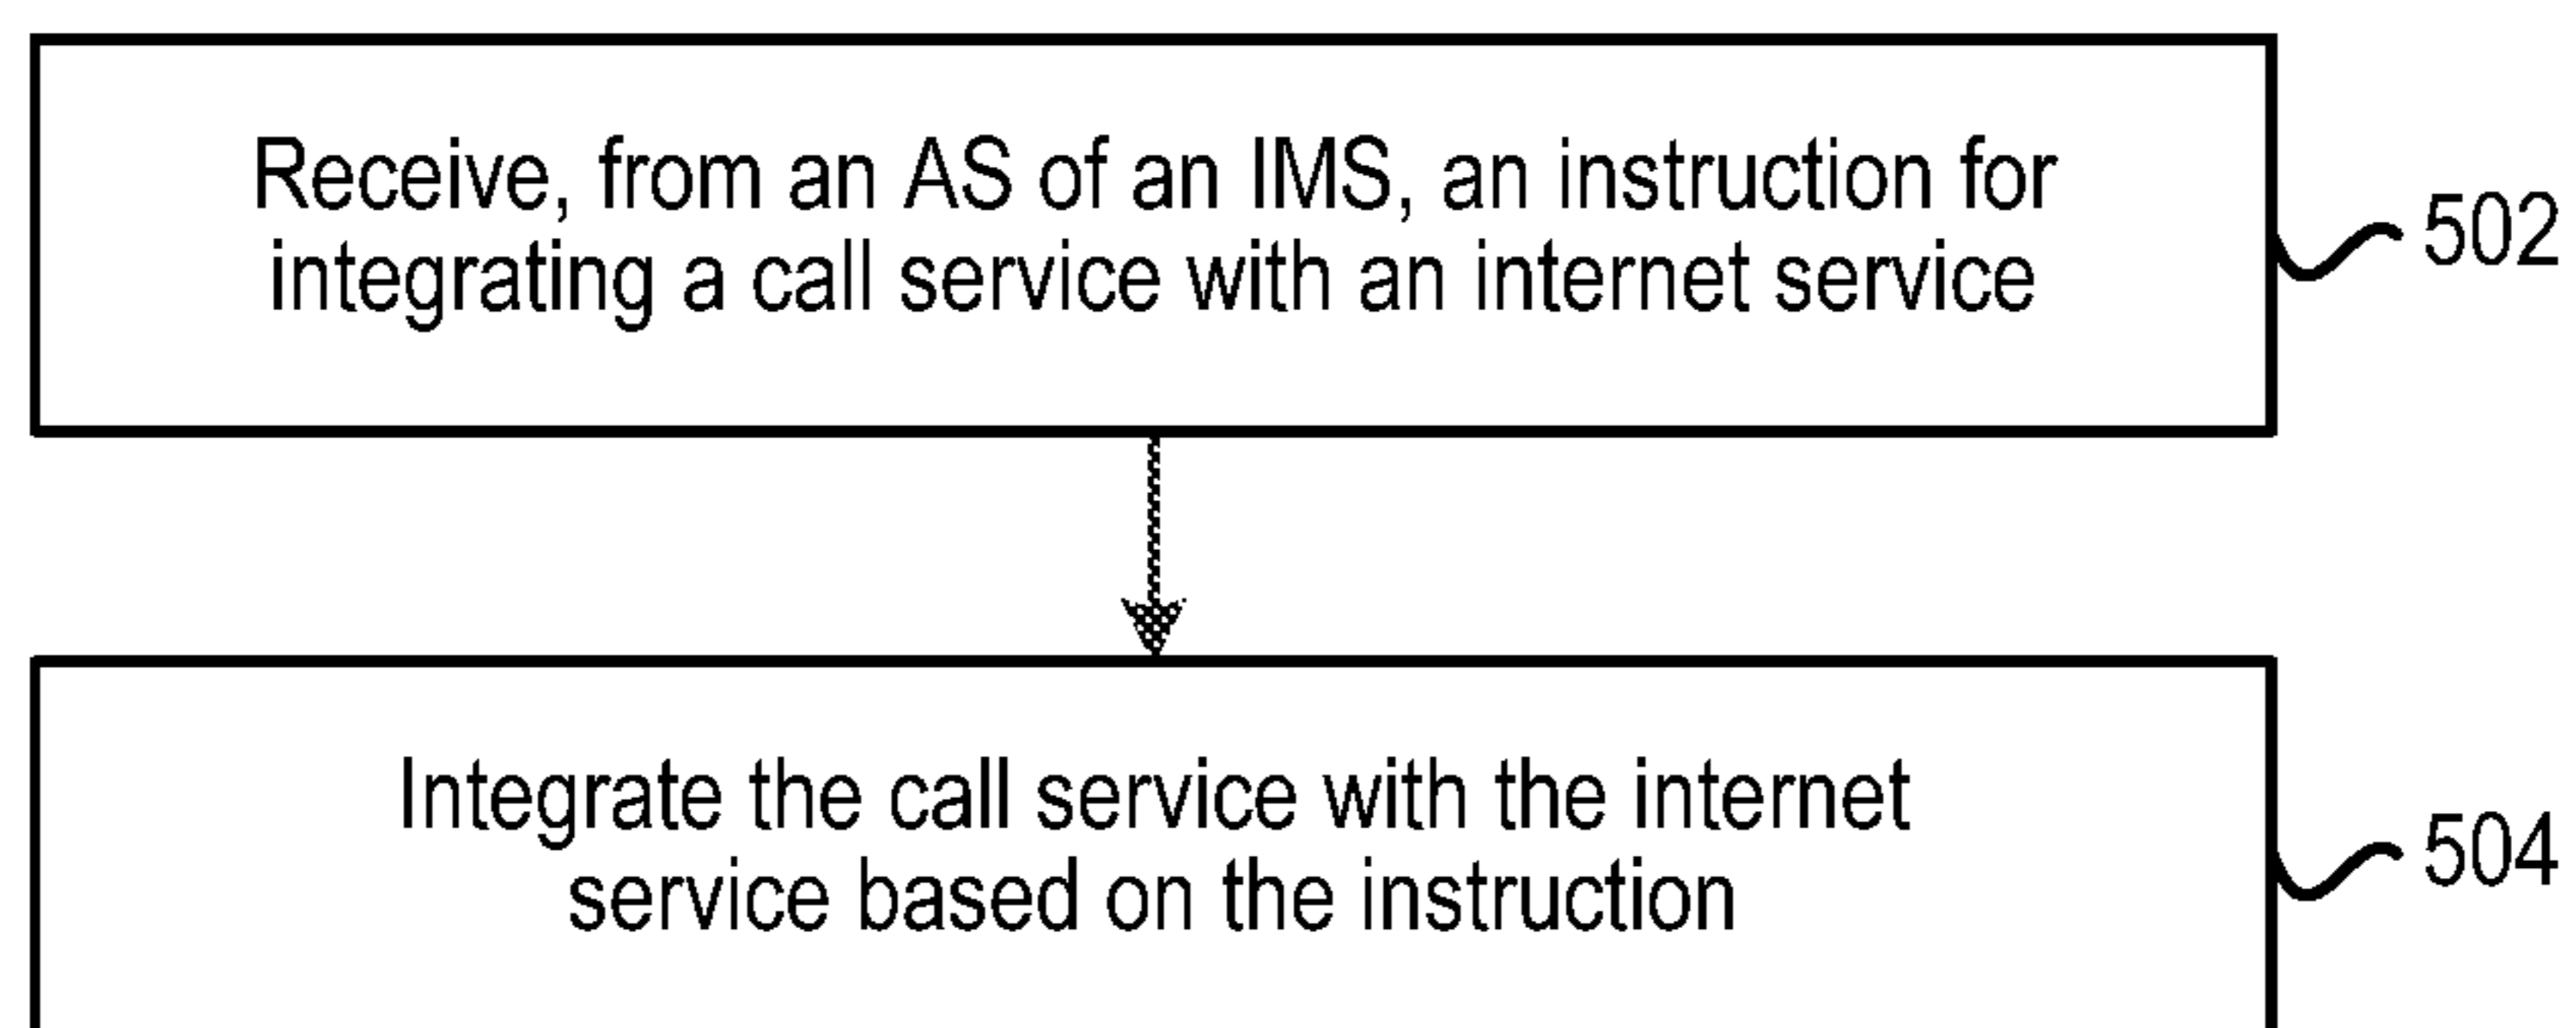 Receive, from an AS of an IMS, an instruction for
integrating a call service with an internet service
502
Integrate the call service with the internet
service based on the instruction
504